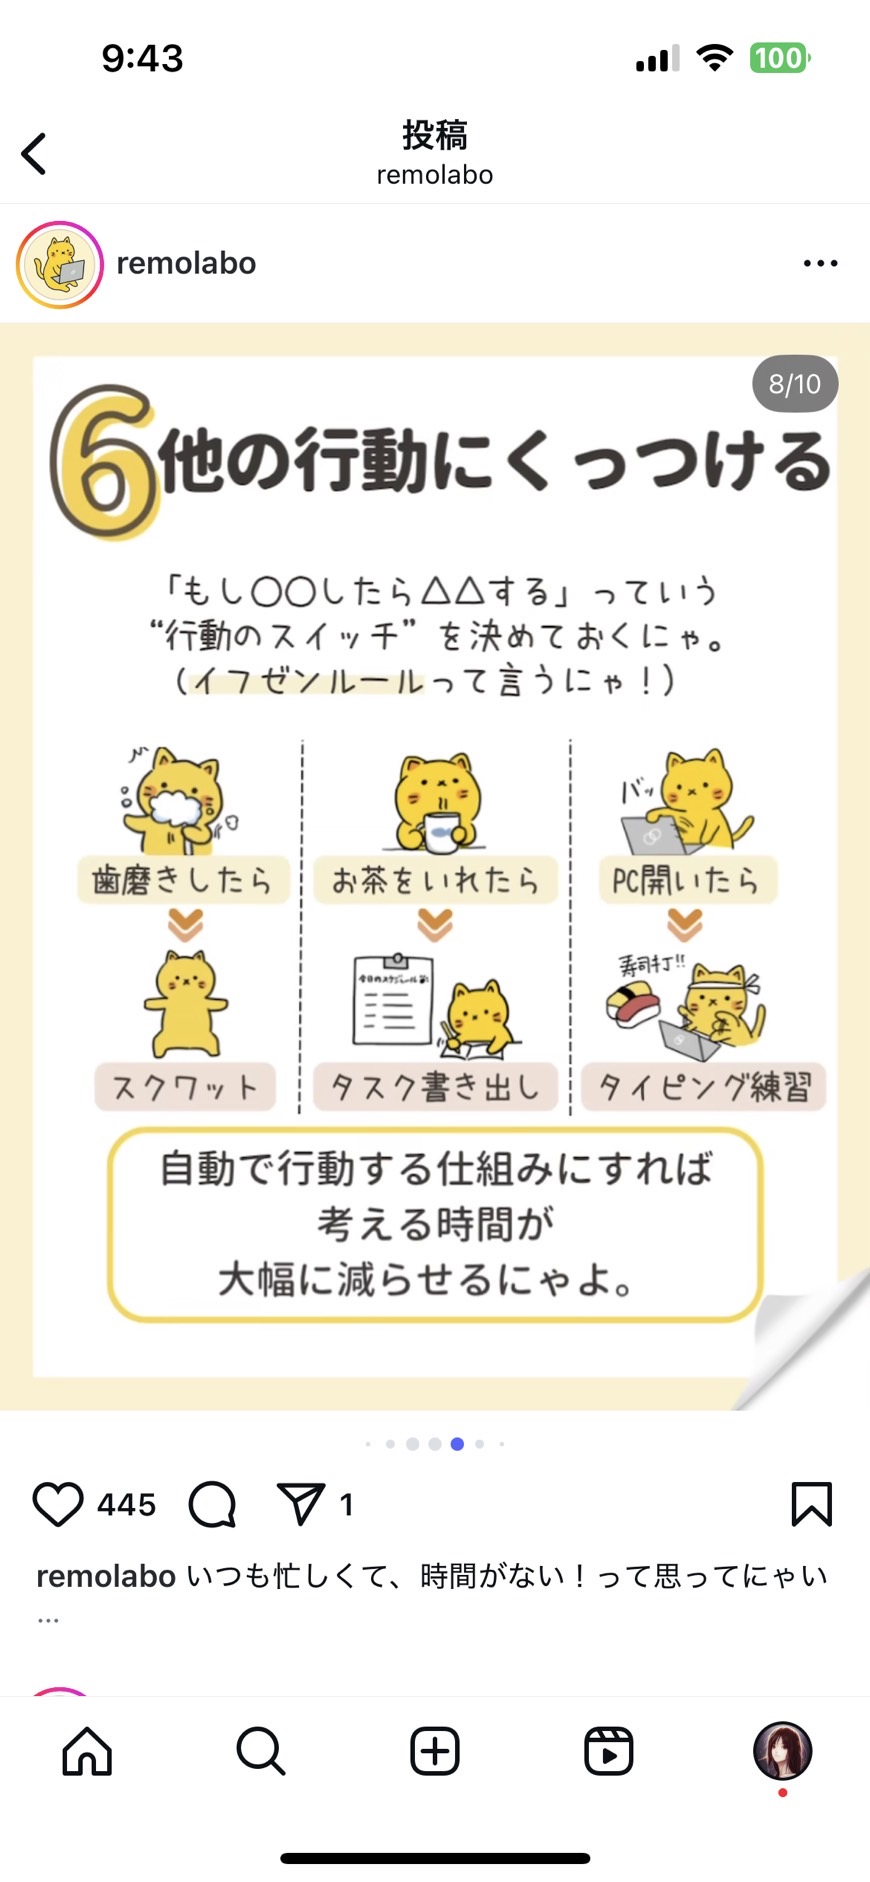 9:43
100
投稿
remolabo
remolabo
8/10
6 他の行動にくっつける
「もし〇〇したら△△する」っていう
“行動のスイッチ”を決めておくにゃ。
(イフゼンルールって言うにゃ！)
バッ
歯磨きしたら
お茶をいれたら
PC開いたら
今日のスケジュール
寿司打!!
スクワット
タスク書き出し
タイピング練習
自動で行動する仕組みにすれば
考える時間が
大幅に減らせるにゃよ。
445
1
remolabo いつも忙しくて、時間がない！って思ってにゃい
...